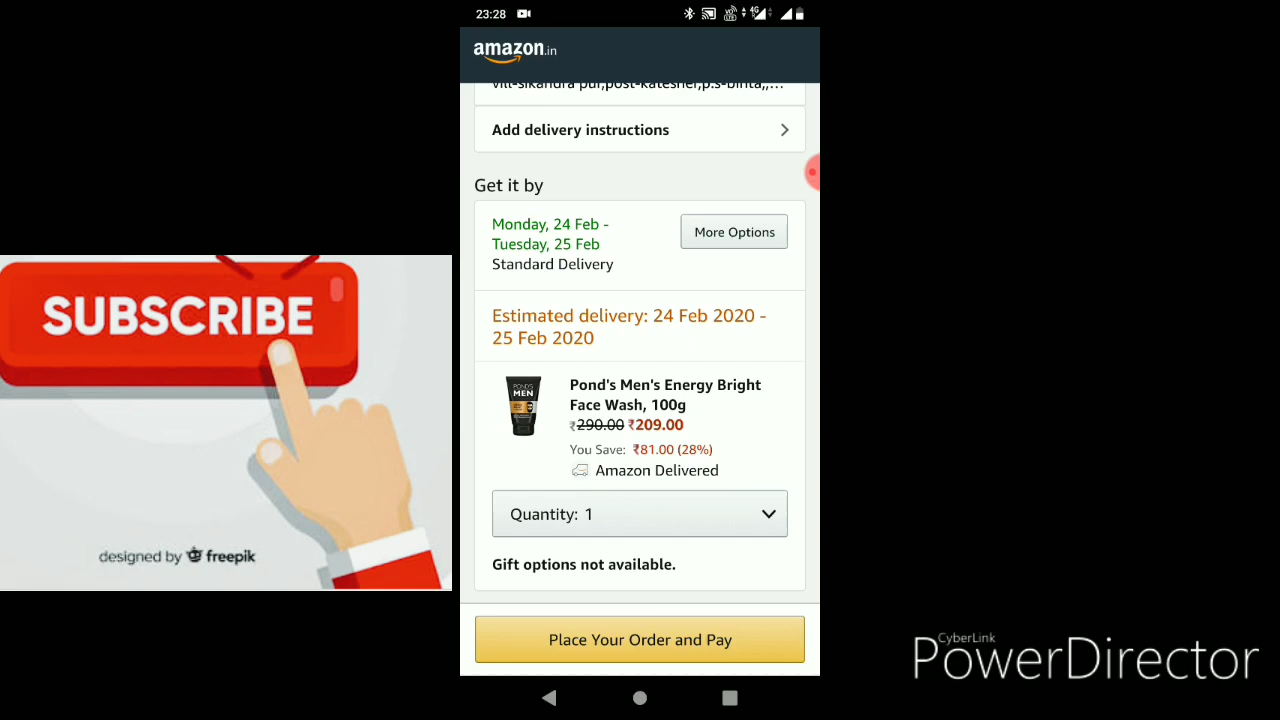 23:28
4G
amazon.in
Add delivery instructions
Get it by
Monday, 24 Feb -
Tuesday, 25 Feb
Standard Delivery
More Options
Estimated delivery: 24 Feb 2020 -
25 Feb 2020
POND'S
MEN
Pond's Men's Energy Bright
Face Wash, 100g
₹290.00 ₹209.00
You Save: ₹81.00 (28%)
Amazon Delivered
Quantity: 1
Gift options not available.
Place Your Order and Pay
SUBSCRIBE
designed by freepik
CyberLink
PowerDirector